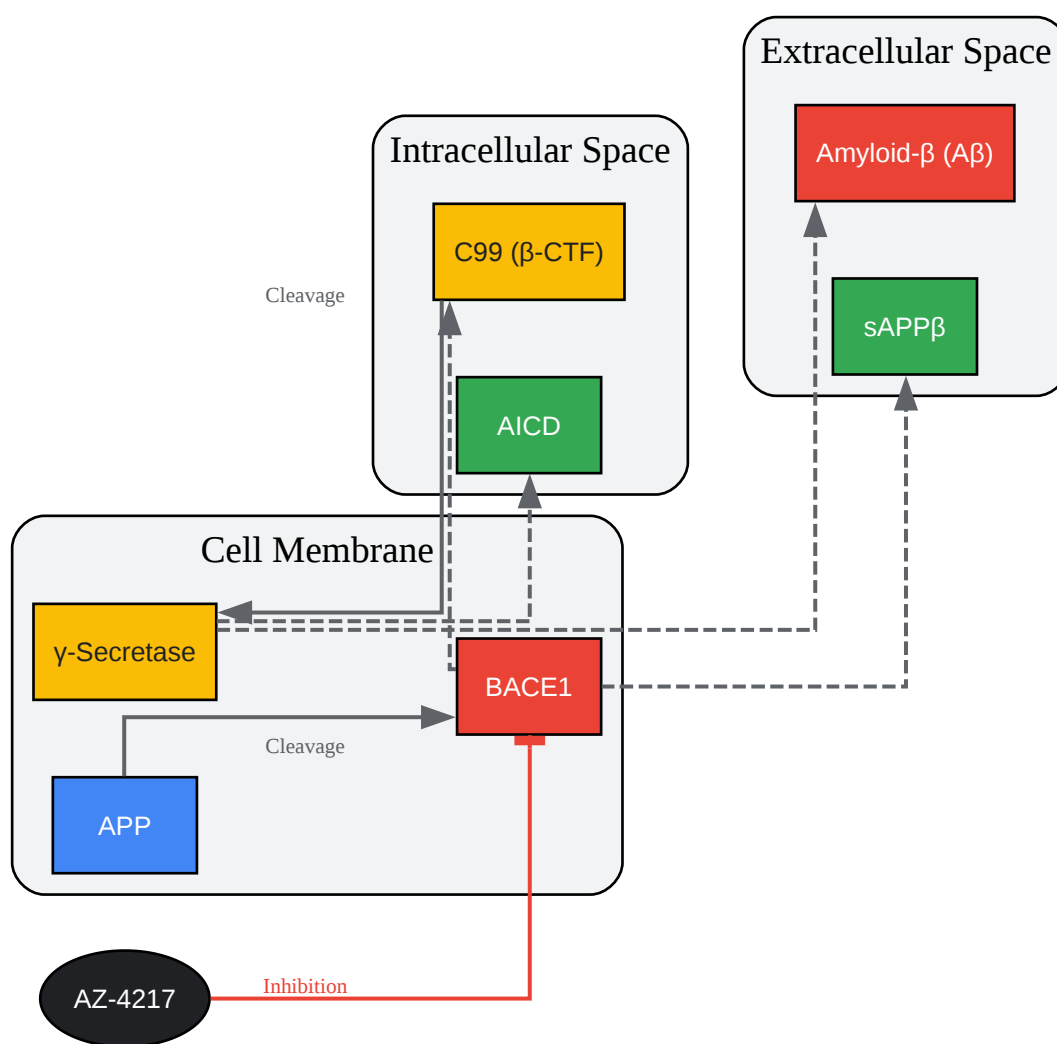 Extracellular Space
Amyloid-β (Aβ)
sAPPβ
Intracellular Space
C99 (β-CTF)
Cleavage
AICD
Cell Membrane
γ-Secretase
BACE1
Cleavage
APP
AZ-4217
Inhibition